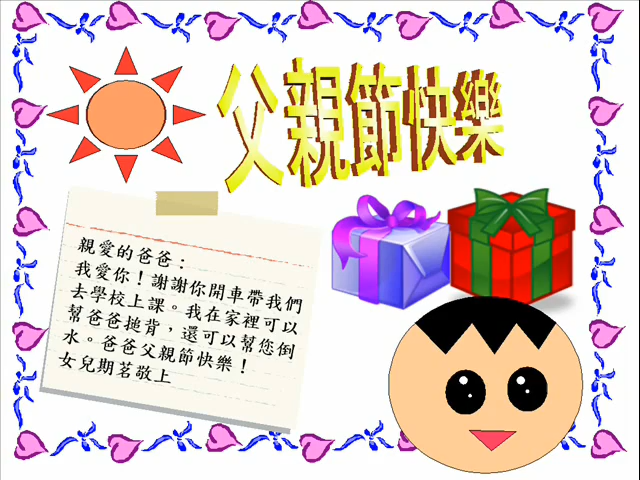 父親節快樂
親愛的爸爸：
我愛你！謝謝你開車帶我們
去學校上課。我在家裡可以
幫爸爸搥背，還可以幫您倒
水。爸爸父親節快樂！
女兒期茗敬上